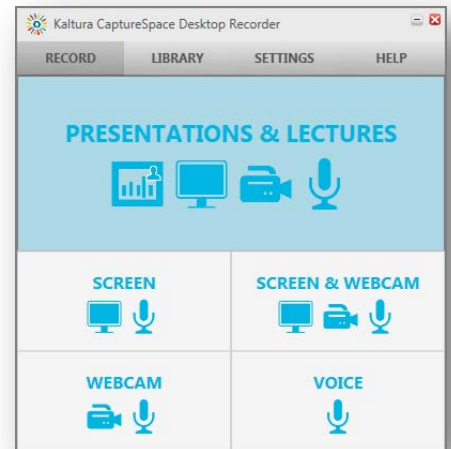 Kaltura CaptureSpace Desktop Recorder
RECORD LIBRARY SETTINGS HELP
PRESENTATIONS & LECTURES
SCREEN SCREEN & WEBCAM
WEBCAM VOICE